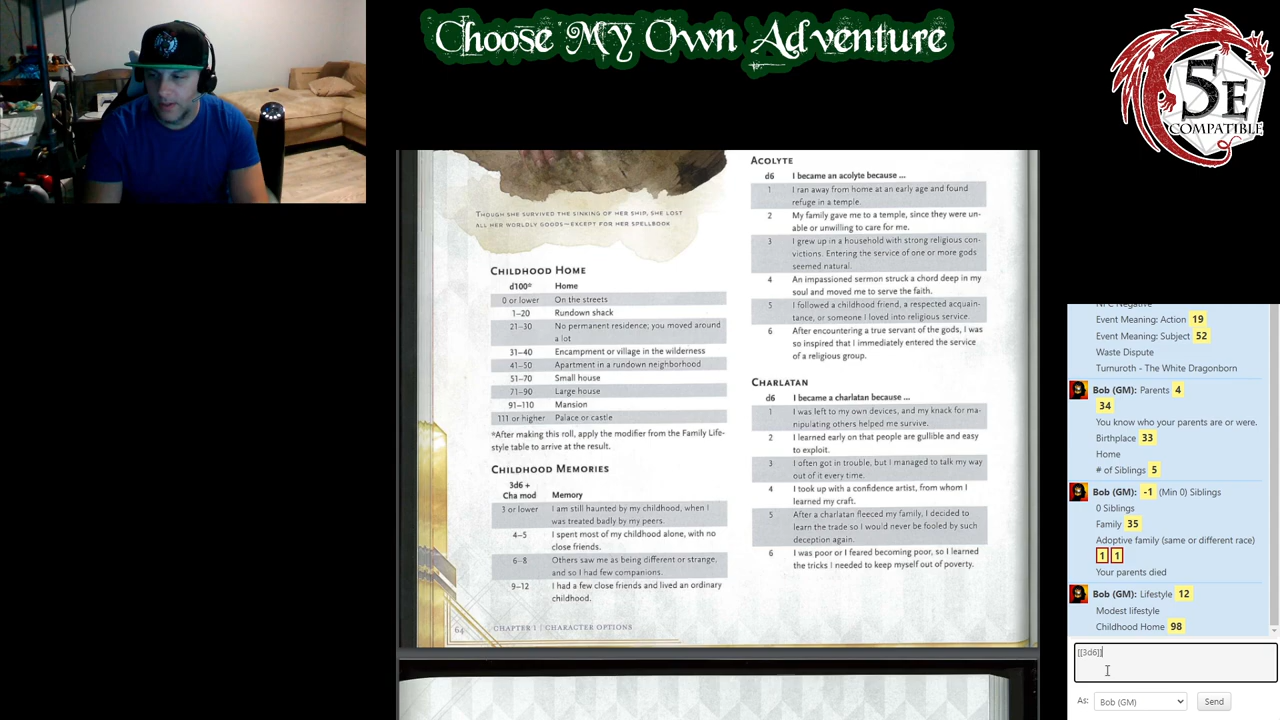 Choose My Own Adventure
5E
COMPATIBLE
THOUGH SHE SURVIVED THE SINKING OF HER SHIP, SHE LOST
ALL HER WORLDLY GOODS—EXCEPT FOR HER SPELLBOOK
CHILDHOOD HOME
d100* Home
0 or lower On the streets
1–20 Rundown shack
21–30 No permanent residence; you moved around
a lot
31–40 Encampment or village in the wilderness
41–50 Apartment in a rundown neighborhood
51–70 Small house
71–90 Large house
91–110 Mansion
111 or higher Palace or castle
*After making this roll, apply the modifier from the Family Life-
style table to arrive at the result.
CHILDHOOD MEMORIES
3d6 +
Cha mod Memory
3 or lower I am still haunted by my childhood, when I
was treated badly by my peers.
4–5 I spent most of my childhood alone, with no
close friends.
6–8 Others saw me as being different or strange,
and so I had few companions.
9–12 I had a few close friends and lived an ordinary
childhood.
64 CHAPTER 1 | CHARACTER OPTIONS
ACOLYTE
d6 I became an acolyte because ...
1 I ran away from home at an early age and found
refuge in a temple.
2 My family gave me to a temple, since they were un-
able or unwilling to care for me.
3 I grew up in a household with strong religious con-
victions. Entering the service of one or more gods
seemed natural.
4 An impassioned sermon struck a chord deep in my
soul and moved me to serve the faith.
5 I followed a childhood friend, a respected acquain-
tance, or someone I loved into religious service.
6 After encountering a true servant of the gods, I was
so inspired that I immediately entered the service
of a religious group.
CHARLATAN
d6 I became a charlatan because ...
1 I was left to my own devices, and my knack for ma-
nipulating others helped me survive.
2 I learned early on that people are gullible and easy
to exploit.
3 I often got in trouble, but I managed to talk my way
out of it every time.
4 I took up with a confidence artist, from whom I
learned my craft.
5 After a charlatan fleeced my family, I decided to
learn the trade so I would never be fooled by such
deception again.
6 I was poor or I feared becoming poor, so I learned
the tricks I needed to keep myself out of poverty.
NPC Negative
Event Meaning: Action 19
Event Meaning: Subject 52
Waste Dispute
Turnuroth - The White Dragonborn
Bob (GM): Parents 4
34
You know who your parents are or were.
Birthplace 33
Home
# of Siblings 5
Bob (GM): -1 (Min 0) Siblings
0 Siblings
Family 35
Adoptive family (same or different race)
1 1
Your parents died
Bob (GM): Lifestyle 12
Modest lifestyle
Childhood Home 98
[[3d6]]
As: Bob (GM) Send